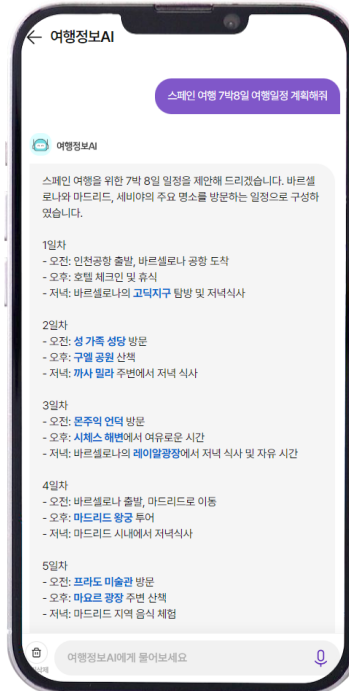 ← 여행정보AI
스페인 여행 7박8일 여행일정 계획해줘
여행정보AI
스페인 여행을 위한 7박 8일 일정을 제안해 드리겠습니다. 바르셀
로나와 마드리드, 세비야의 주요 명소를 방문하는 일정으로 구성하
였습니다.
1일차
- 오전: 인천공항 출발, 바르셀로나 공항 도착
- 오후: 호텔 체크인 및 휴식
- 저녁: 바르셀로나의 고딕지구 탐방 및 저녁식사
2일차
- 오전: 성 가족 성당 방문
- 오후: 구엘 공원 산책
- 저녁: 까사 밀라 주변에서 저녁 식사
3일차
- 오전: 몬주익 언덕 방문
- 오후: 시체스 해변에서 여유로운 시간
- 저녁: 바르셀로나의 레이알광장에서 저녁 식사 및 자유 시간
4일차
- 오전: 바르셀로나 출발, 마드리드로 이동
- 오후: 마드리드 왕궁 투어
- 저녁: 마드리드 시내에서 저녁식사
5일차
- 오전: 프라도 미술관 방문
- 오후: 마요르 광장 주변 산책
- 저녁: 마드리드 지역 음식 체험
여행정보AI에게 물어보세요